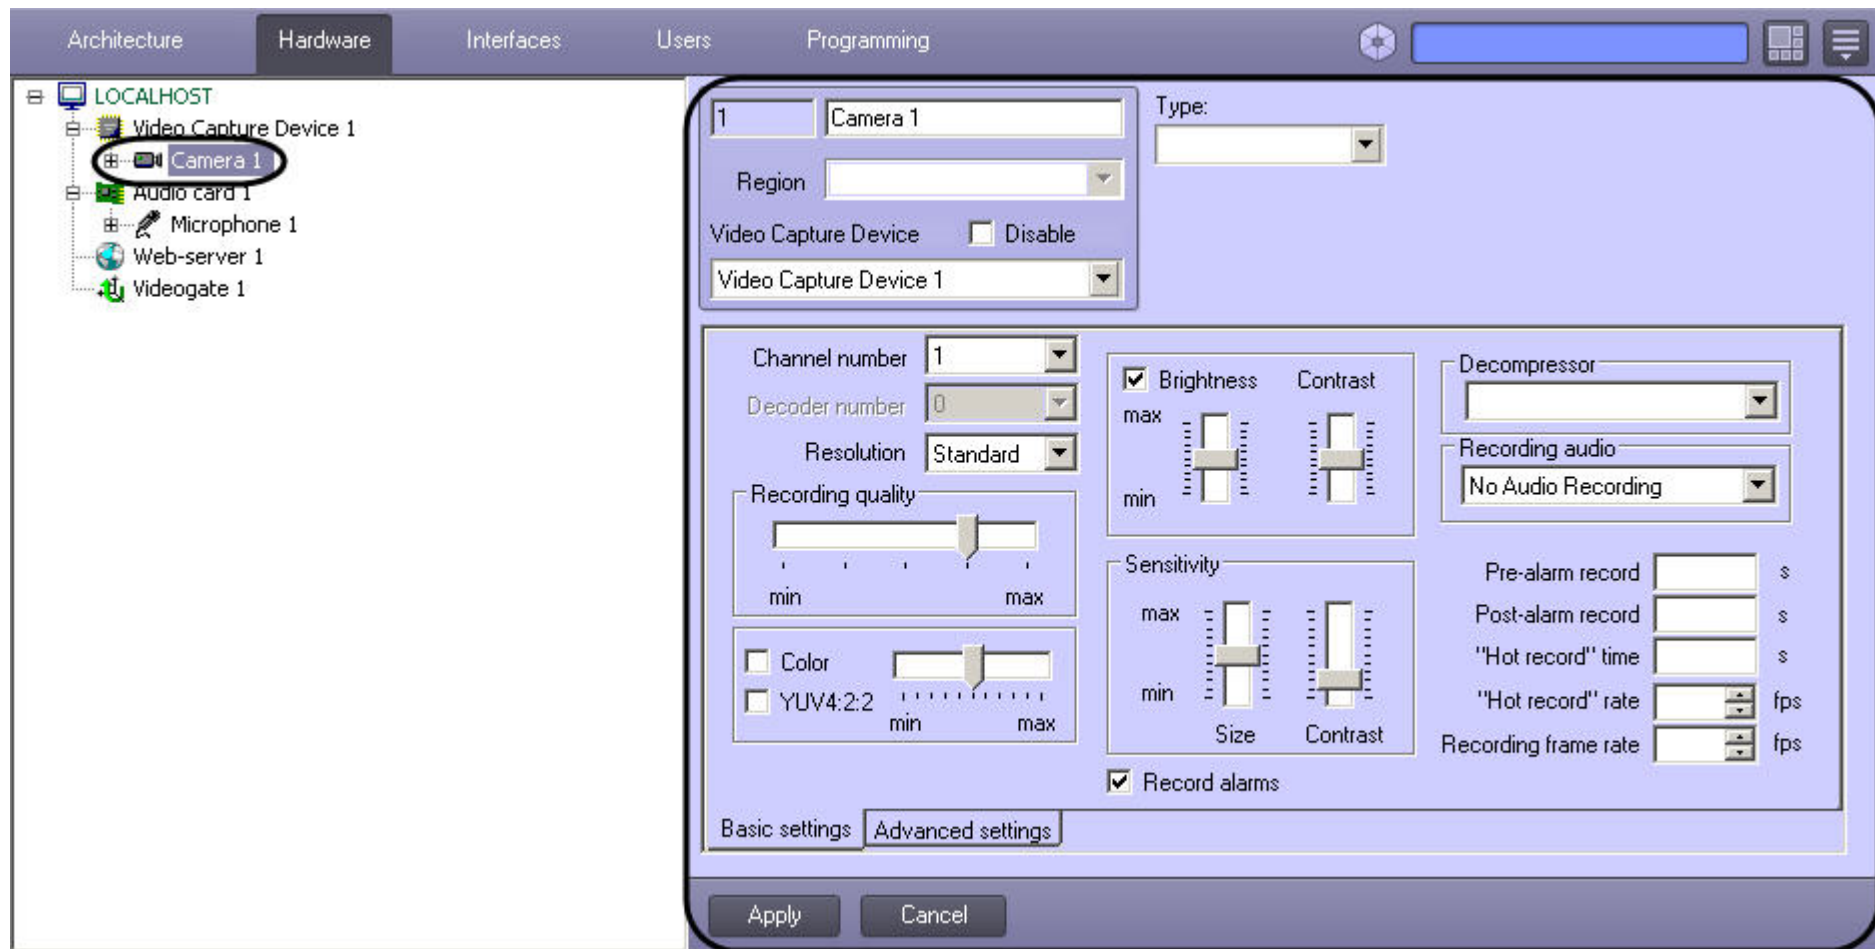 Architecture Hardware Interfaces Users Programming
LOCALHOST
Video Capture Device 1
Camera 1
Audio card 1
Microphone 1
Web-server 1
Videogate 1
1 Camera 1
Type:
Region
Video Capture Device Disable
Video Capture Device 1
Channel number 1
Decoder number 0
Resolution Standard
Recording quality
min max
Color
YUV4:2:2
min max
Brightness Contrast
max
min
Sensitivity
max
min
Size Contrast
Record alarms
Decompressor
Recording audio
No Audio Recording
Pre-alarm record s
Post-alarm record s
"Hot record" time s
"Hot record" rate fps
Recording frame rate fps
Basic settings Advanced settings
Apply Cancel